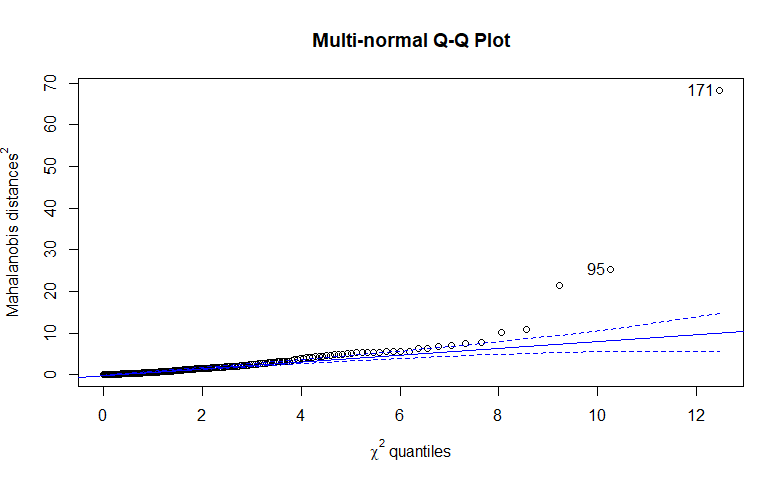 Multi-normal Q-Q Plot
Mahalanobis distances²
70
60
50
40
30
20
10
0
171
95
0 2 4 6 8 10 12
χ² quantiles